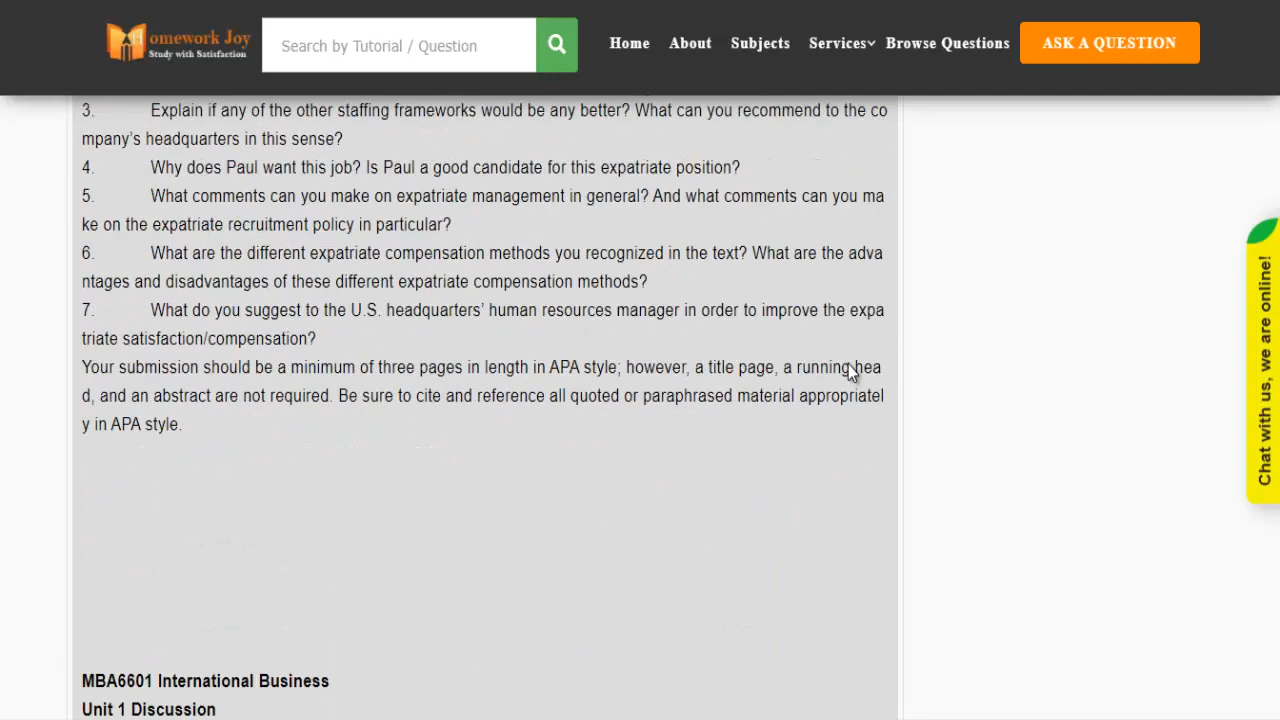 omework Joy
Study with Satisfaction
Search by Tutorial / Question
Home About Subjects Services Browse Questions ASK A QUESTION
3. Explain if any of the other staffing frameworks would be any better? What can you recommend to the co
mpany's headquarters in this sense?
4. Why does Paul want this job? Is Paul a good candidate for this expatriate position?
5. What comments can you make on expatriate management in general? And what comments can you ma
ke on the expatriate recruitment policy in particular?
6. What are the different expatriate compensation methods you recognized in the text? What are the adva
ntages and disadvantages of these different expatriate compensation methods?
7. What do you suggest to the U.S. headquarters' human resources manager in order to improve the expa
triate satisfaction/compensation?
Your submission should be a minimum of three pages in length in APA style; however, a title page, a running hea
d, and an abstract are not required. Be sure to cite and reference all quoted or paraphrased material appropriatel
y in APA style.
MBA6601 International Business
Unit 1 Discussion
Chat with us, we are online!